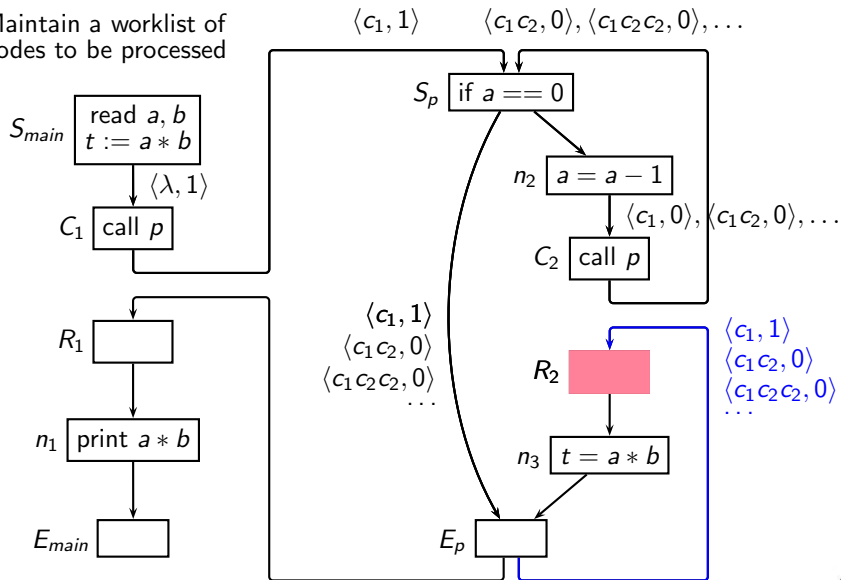 Maintain a worklist of
nodes to be processed
⟨c₁, 1⟩
⟨c₁c₂, 0⟩, ⟨c₁c₂c₂, 0⟩, . . .
S_main
read a, b
t := a ∗ b
⟨λ, 1⟩
C₁ call p
R₁
n₁ print a ∗ b
E_main
S_p if a == 0
n₂ a = a − 1
⟨c₁, 0⟩, ⟨c₁c₂, 0⟩, . . .
C₂ call p
⟨c₁, 1⟩
⟨c₁c₂, 0⟩
⟨c₁c₂c₂, 0⟩
. . .
R₂
⟨c₁, 1⟩
⟨c₁c₂, 0⟩
⟨c₁c₂c₂, 0⟩
. . .
n₃ t = a ∗ b
E_p